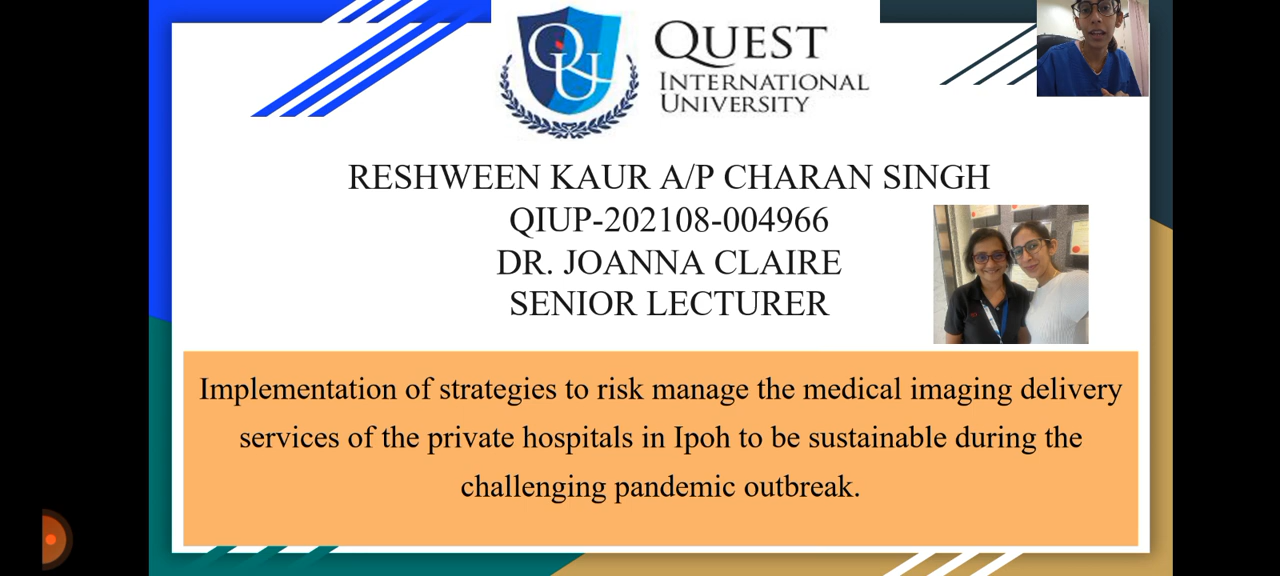 QUEST
INTERNATIONAL
UNIVERSITY
RESHWEEN KAUR A/P CHARAN SINGH
QIUP-202108-004966
DR. JOANNA CLAIRE
SENIOR LECTURER
Implementation of strategies to risk manage the medical imaging delivery
services of the private hospitals in Ipoh to be sustainable during the
challenging pandemic outbreak.